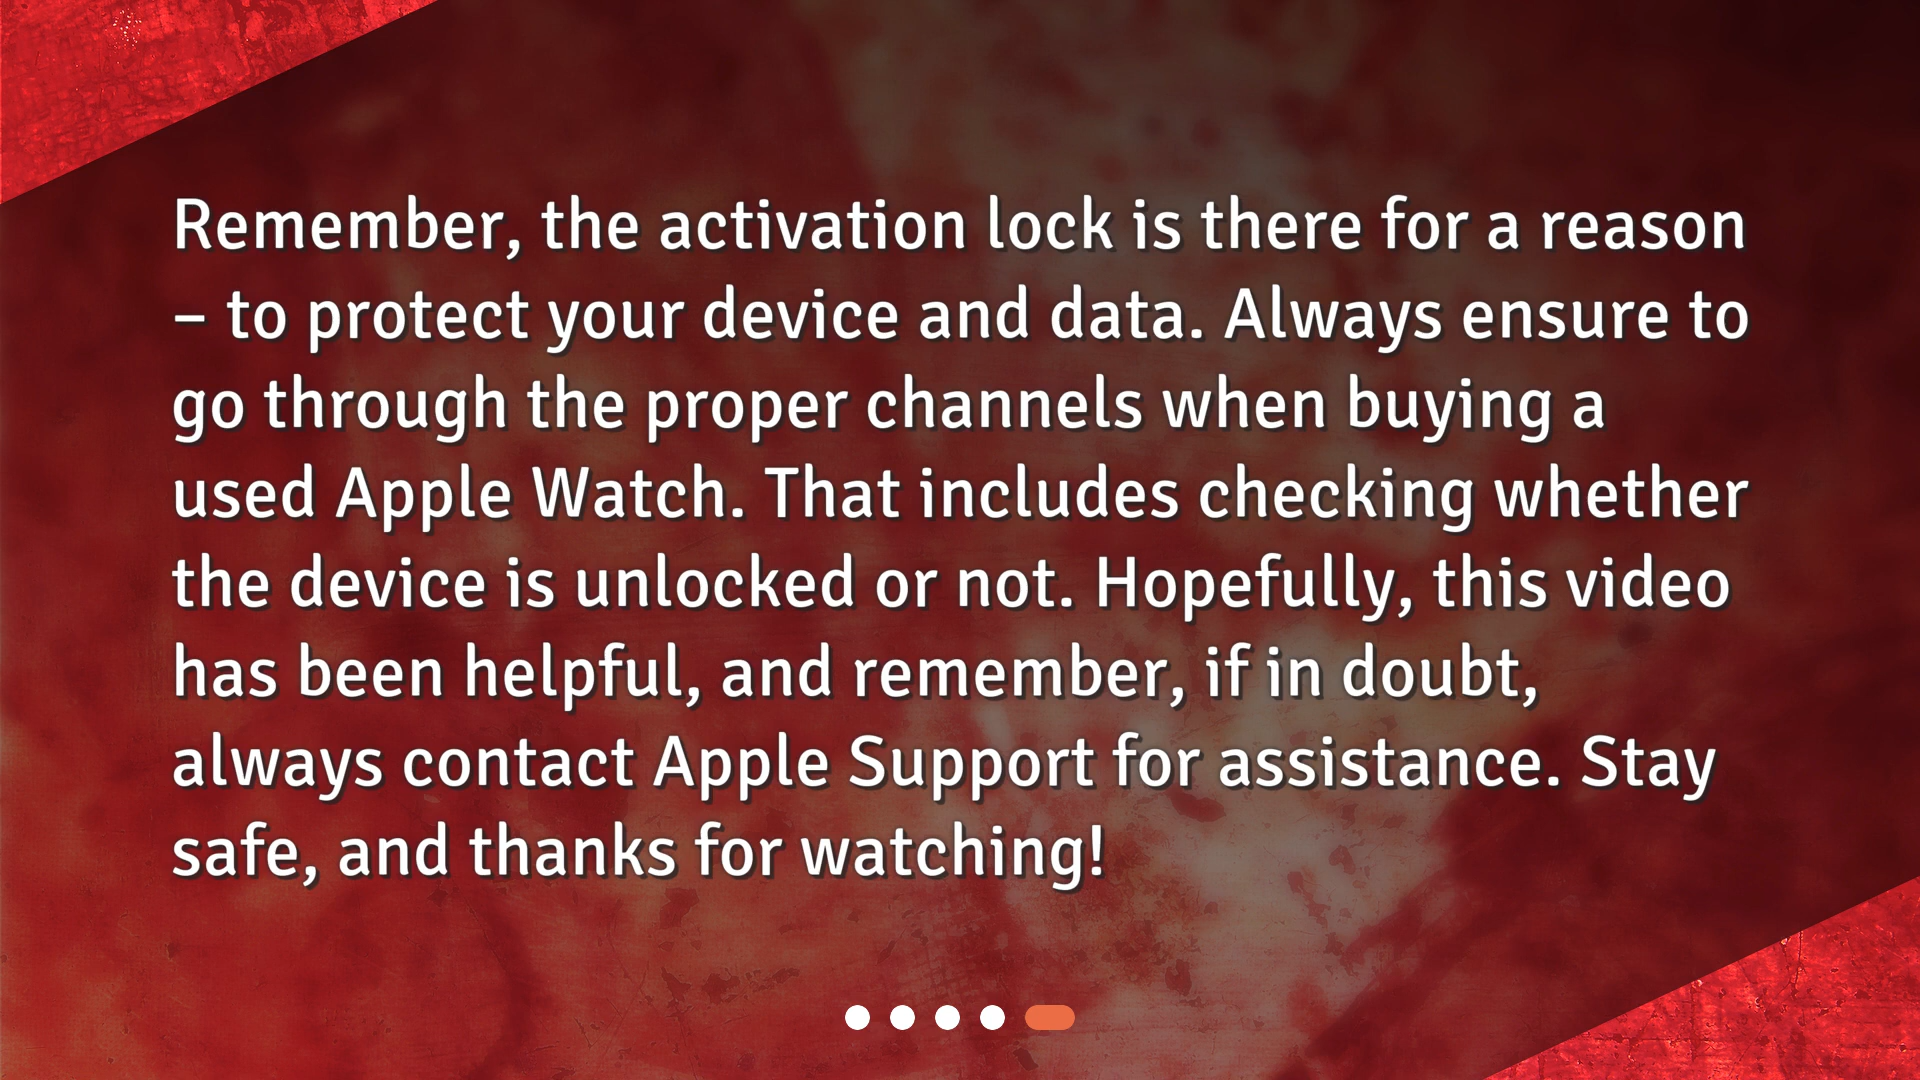 Remember, the activation lock is there for a reason
– to protect your device and data. Always ensure to
go through the proper channels when buying a
used Apple Watch. That includes checking whether
the device is unlocked or not. Hopefully, this video
has been helpful, and remember, if in doubt,
always contact Apple Support for assistance. Stay
safe, and thanks for watching!